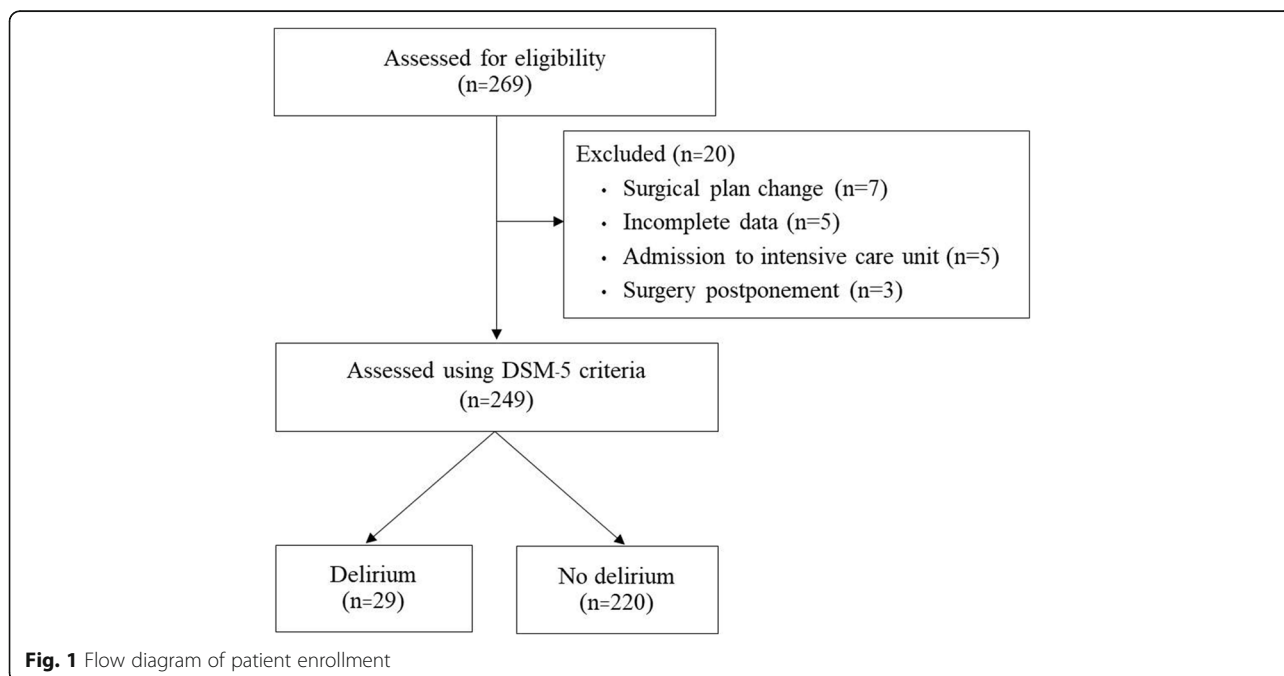 Assessed for eligibility
(n=269)
Excluded (n=20)
• Surgical plan change (n=7)
• Incomplete data (n=5)
• Admission to intensive care unit (n=5)
• Surgery postponement (n=3)
Assessed using DSM-5 criteria
(n=249)
Delirium
(n=29)
No delirium
(n=220)
Fig. 1 Flow diagram of patient enrollment